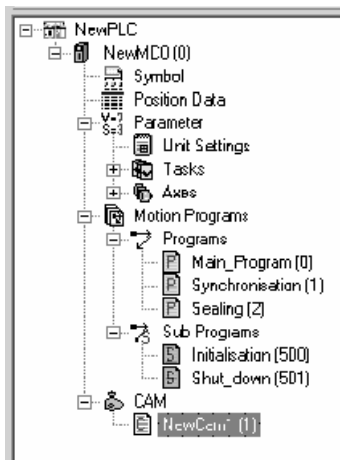 NewPLC
NewMC0 (0)
Symbol
Position Data
Parameter
Unit Settings
Tasks
Axes
Motion Programs
Programs
Main_Program (0)
Synchronisation (1)
Sealing (2)
Sub Programs
Initialisation (500)
Shut_down (501)
CAM
NewCam* (1)